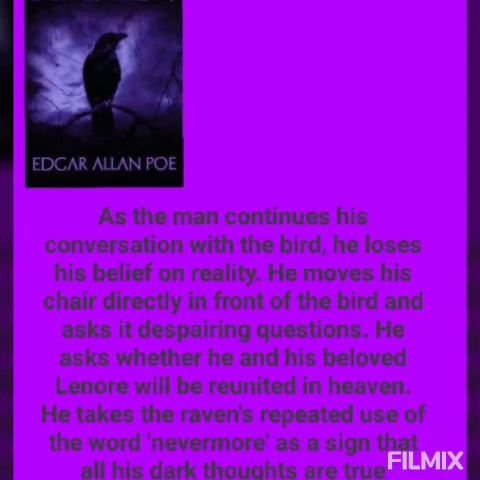 EDGAR ALLAN POE
As the man continues his
conversation with the bird, he loses
his belief on reality. He moves his
chair directly in front of the bird and
asks it despairing questions. He
asks whether he and his beloved
Lenore will be reunited in heaven.
He takes the raven's repeated use of
the word 'nevermore' as a sign that
all his dark thoughts are true
FILMIX